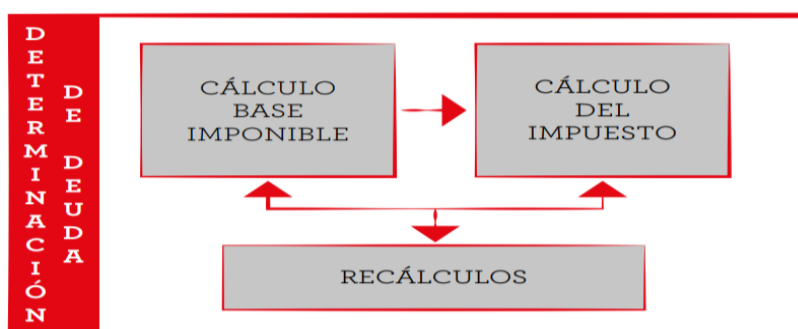 DETERMINACIÓN
DE DEUDA
CÁLCULO
BASE
IMPONIBLE
CÁLCULO
DEL
IMPUESTO
RECÁLCULOS